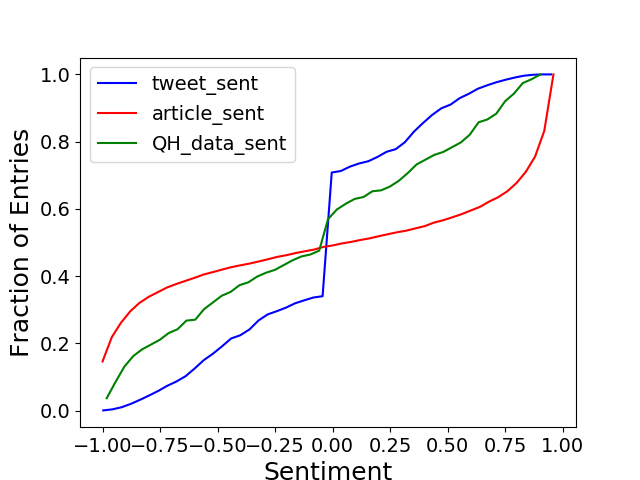 tweet_sent
article_sent
QH_data_sent
Fraction of Entries
1.0
0.8
0.6
0.4
0.2
0.0
−1.00 −0.75 −0.50 −0.25 0.00 0.25 0.50 0.75 1.00
Sentiment